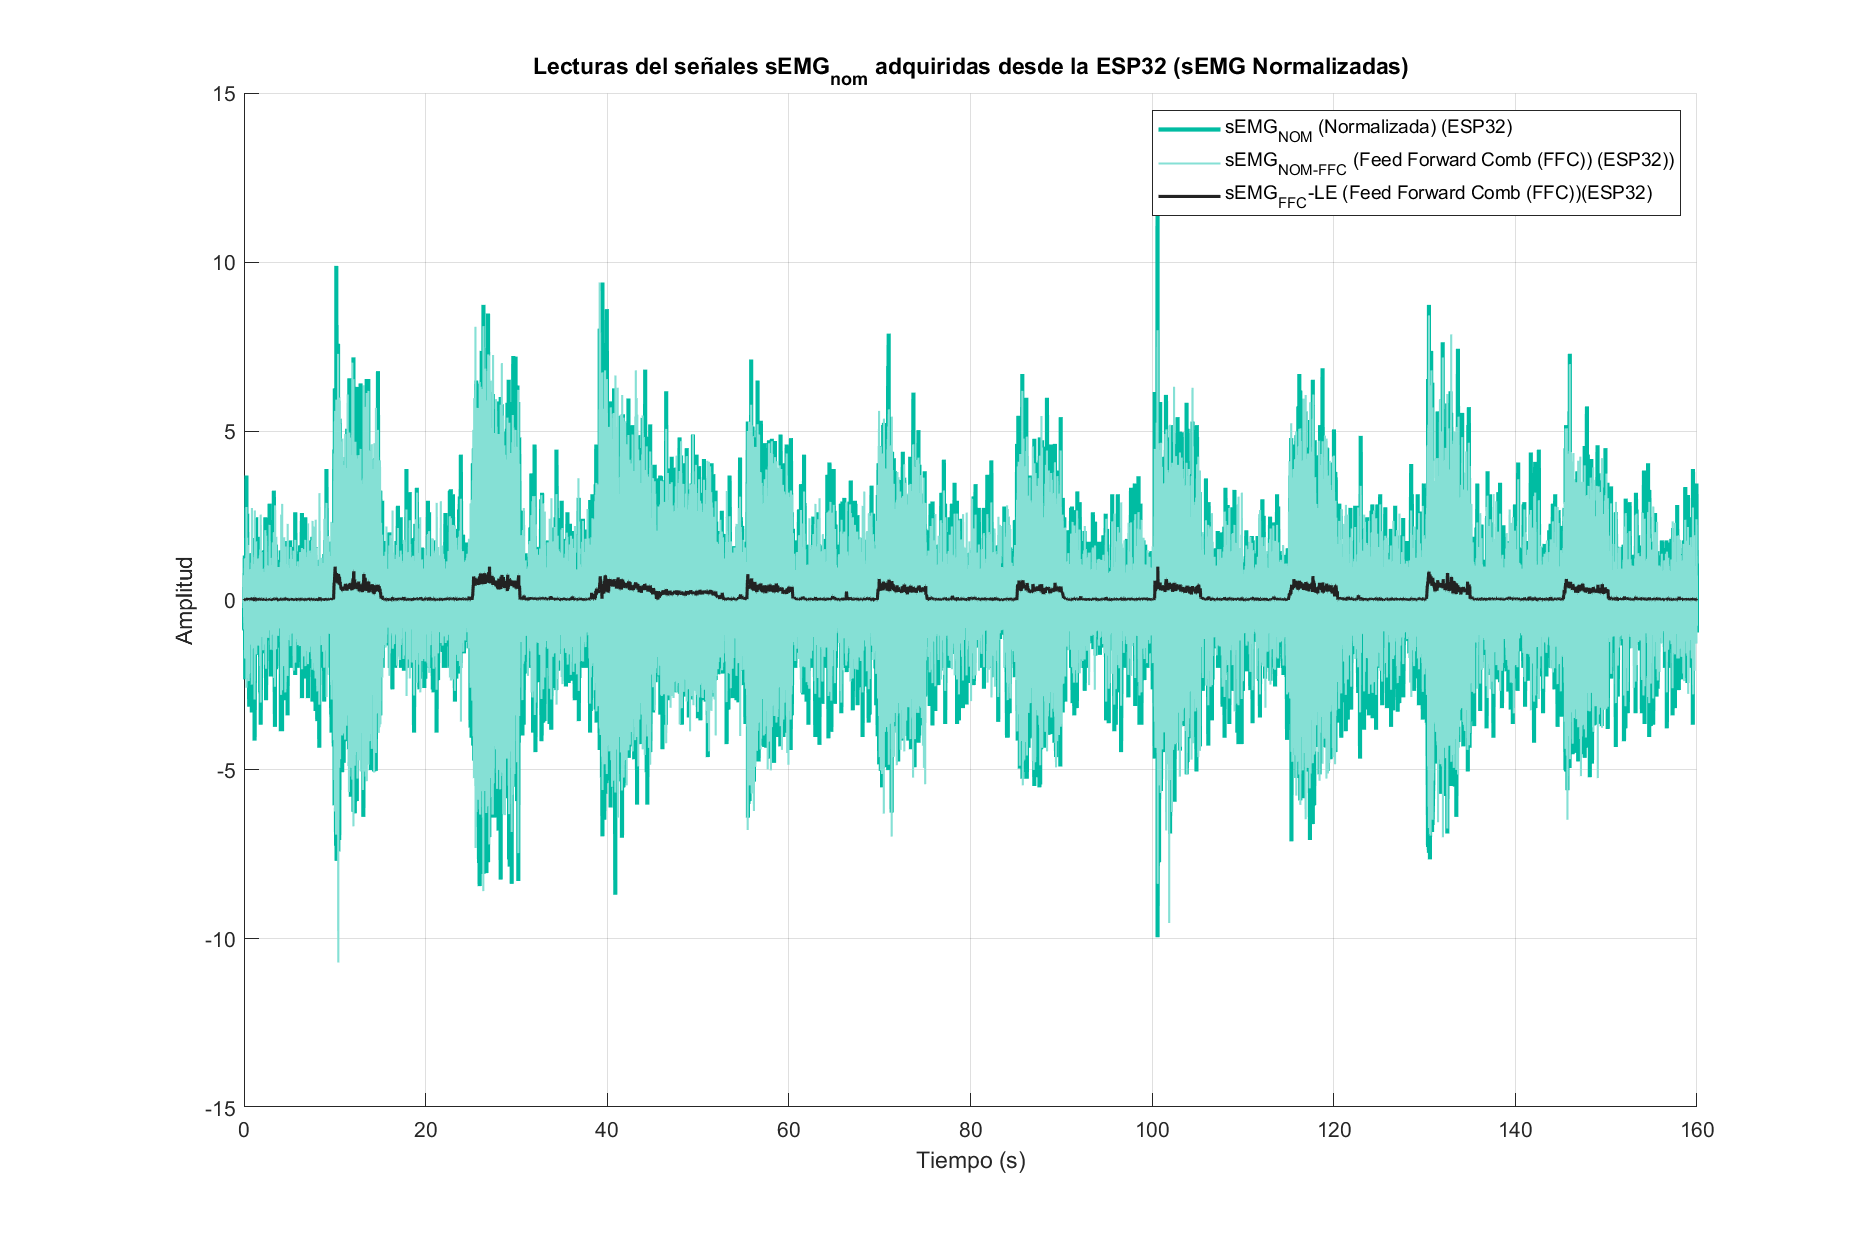 Lecturas del señales sEMGnom adquiridas desde la ESP32 (sEMG Normalizadas)
15
sEMGNOM (Normalizada) (ESP32)
sEMGNOM-FFC (Feed Forward Comb (FFC)) (ESP32))
sEMGFFC-LE (Feed Forward Comb (FFC))(ESP32)
10
5
0
-5
-10
-15
Amplitud
0 20 40 60 80 100 120 140 160
Tiempo (s)